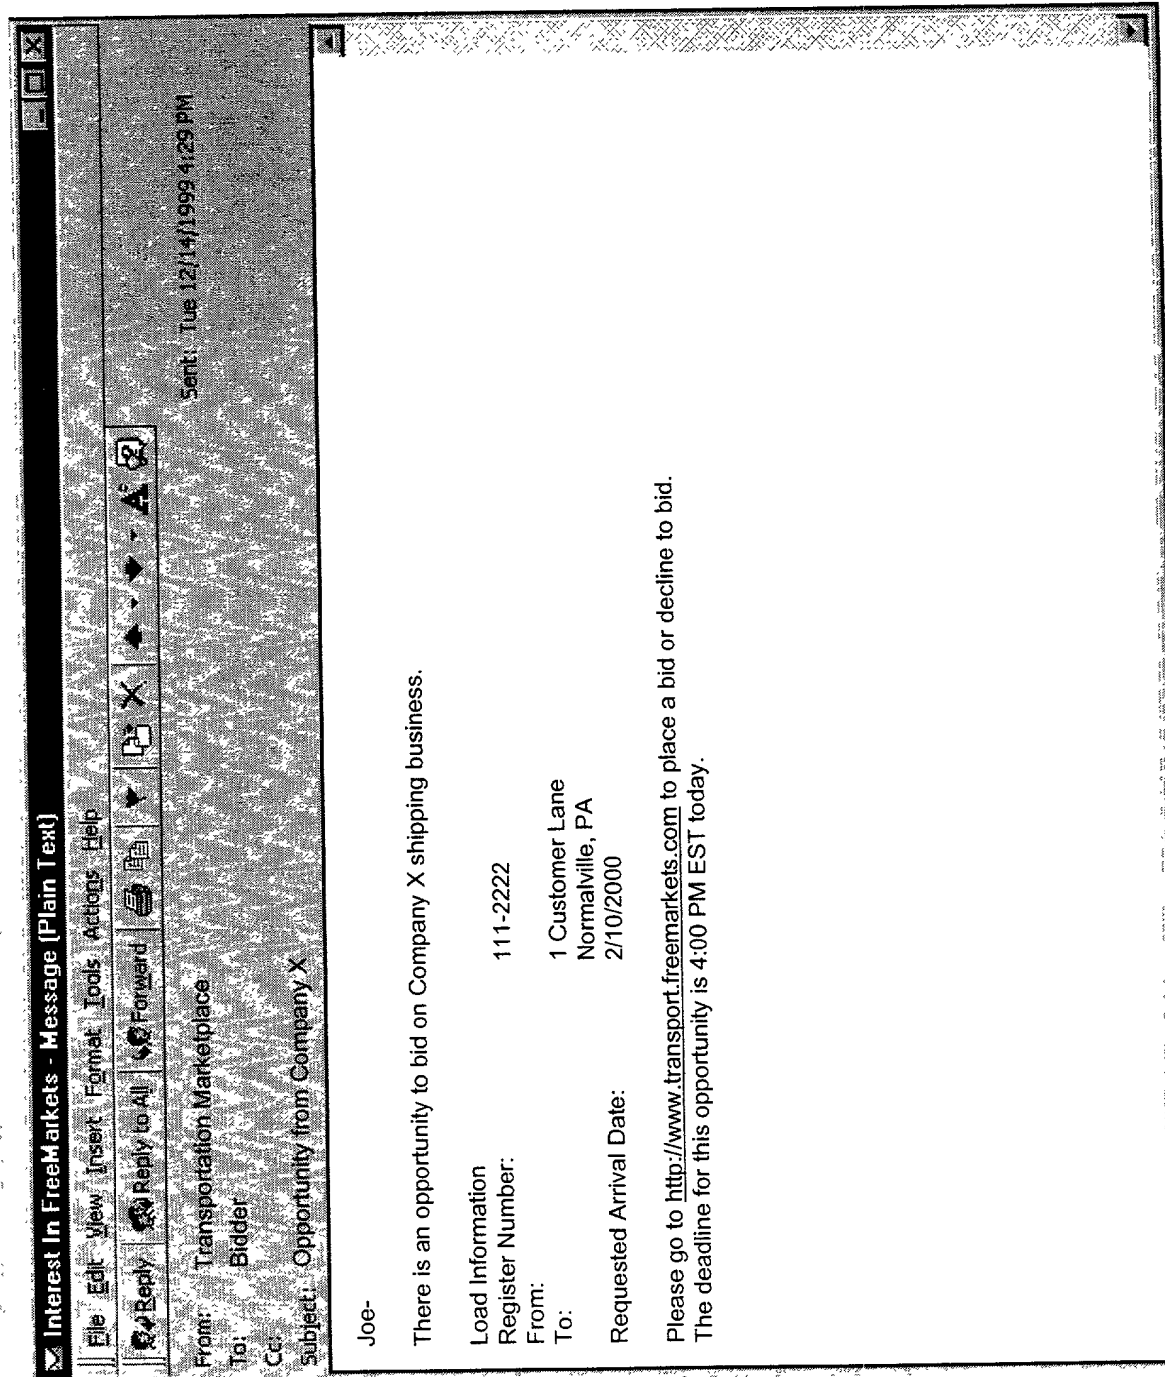 Interest In FreeMarkets - Message (Plain Text)
File Edit View Insert Format Tools Actions Help
Reply Reply to All Forward
From: Transportation Marketplace Sent: Tue 12/14/1999 4:29 PM
To: Bidder
Cc:
Subject: Opportunity from Company X
Joe-
There is an opportunity to bid on Company X shipping business.
Load Information
Register Number: 111-2222
From:
To: 1 Customer Lane
Normalville, PA
Requested Arrival Date: 2/10/2000
Please go to http://www.transport.freemarkets.com to place a bid or decline to bid.
The deadline for this opportunity is 4:00 PM EST today.